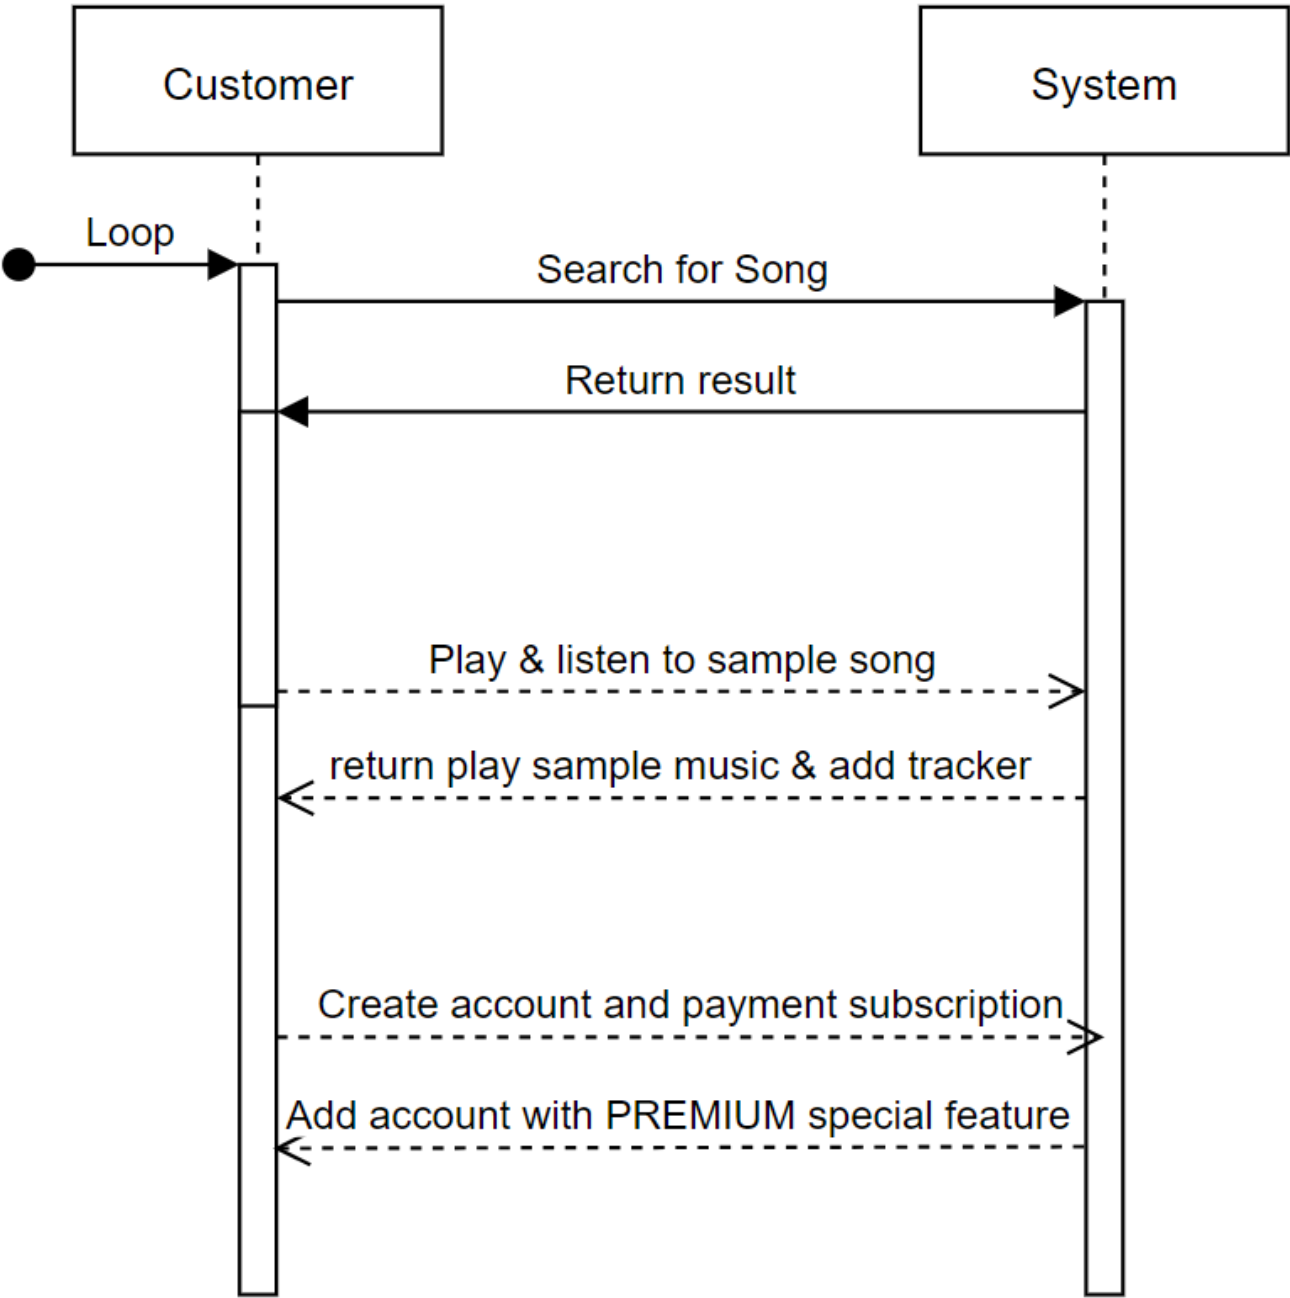 Customer
System
Loop
Search for Song
Return result
Play & listen to sample song
return play sample music & add tracker
Create account and payment subscription
Add account with PREMIUM special feature